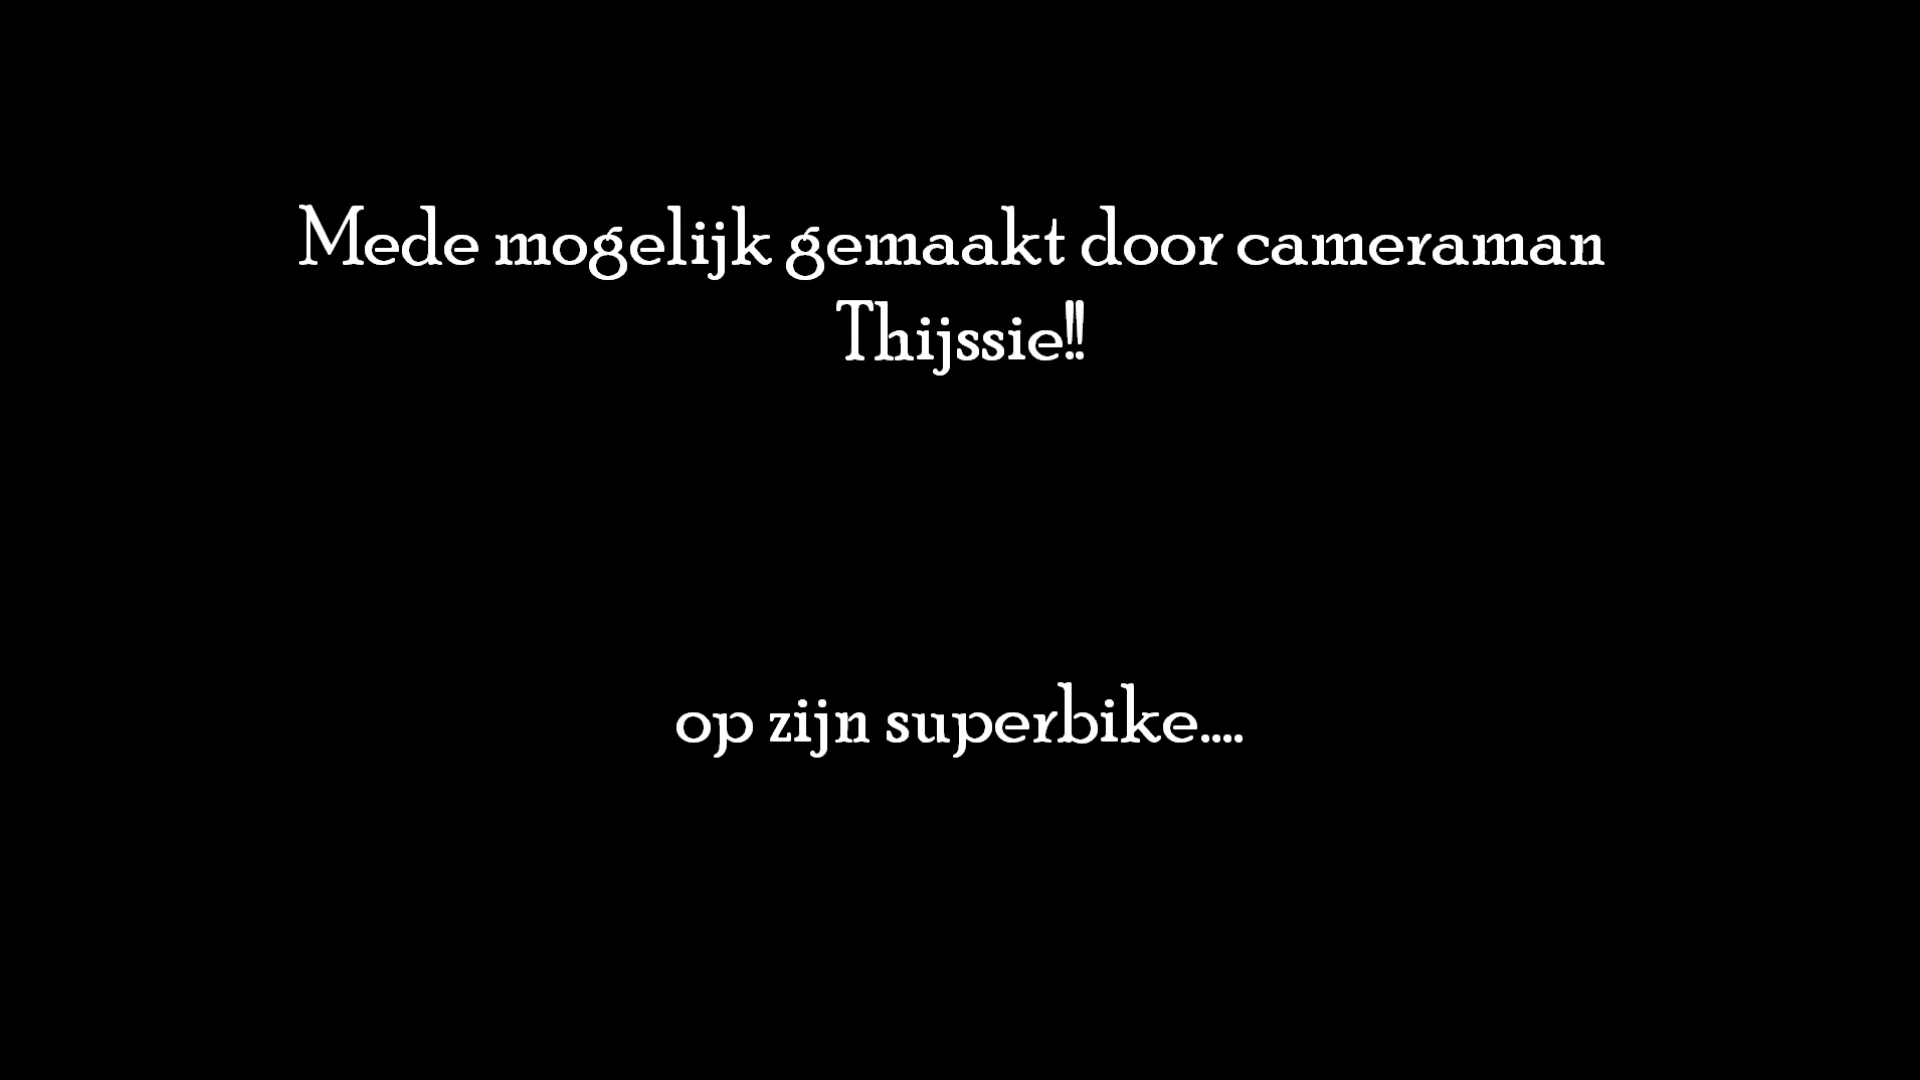 Mede mogelijk gemaakt door cameraman
Thijssie!!
op zijn superbike....